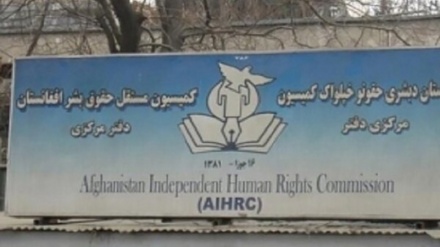 کمیسیون مستقل حقوق بشر افغانستان
دفتر مرکزی
بشری حقونو خپلواک کمیسیون
مرکزی دفتر
۱۶ جوزا - ۱۳۸۱
Afghanistan Independent Human Rights Commission
(AIHRC)